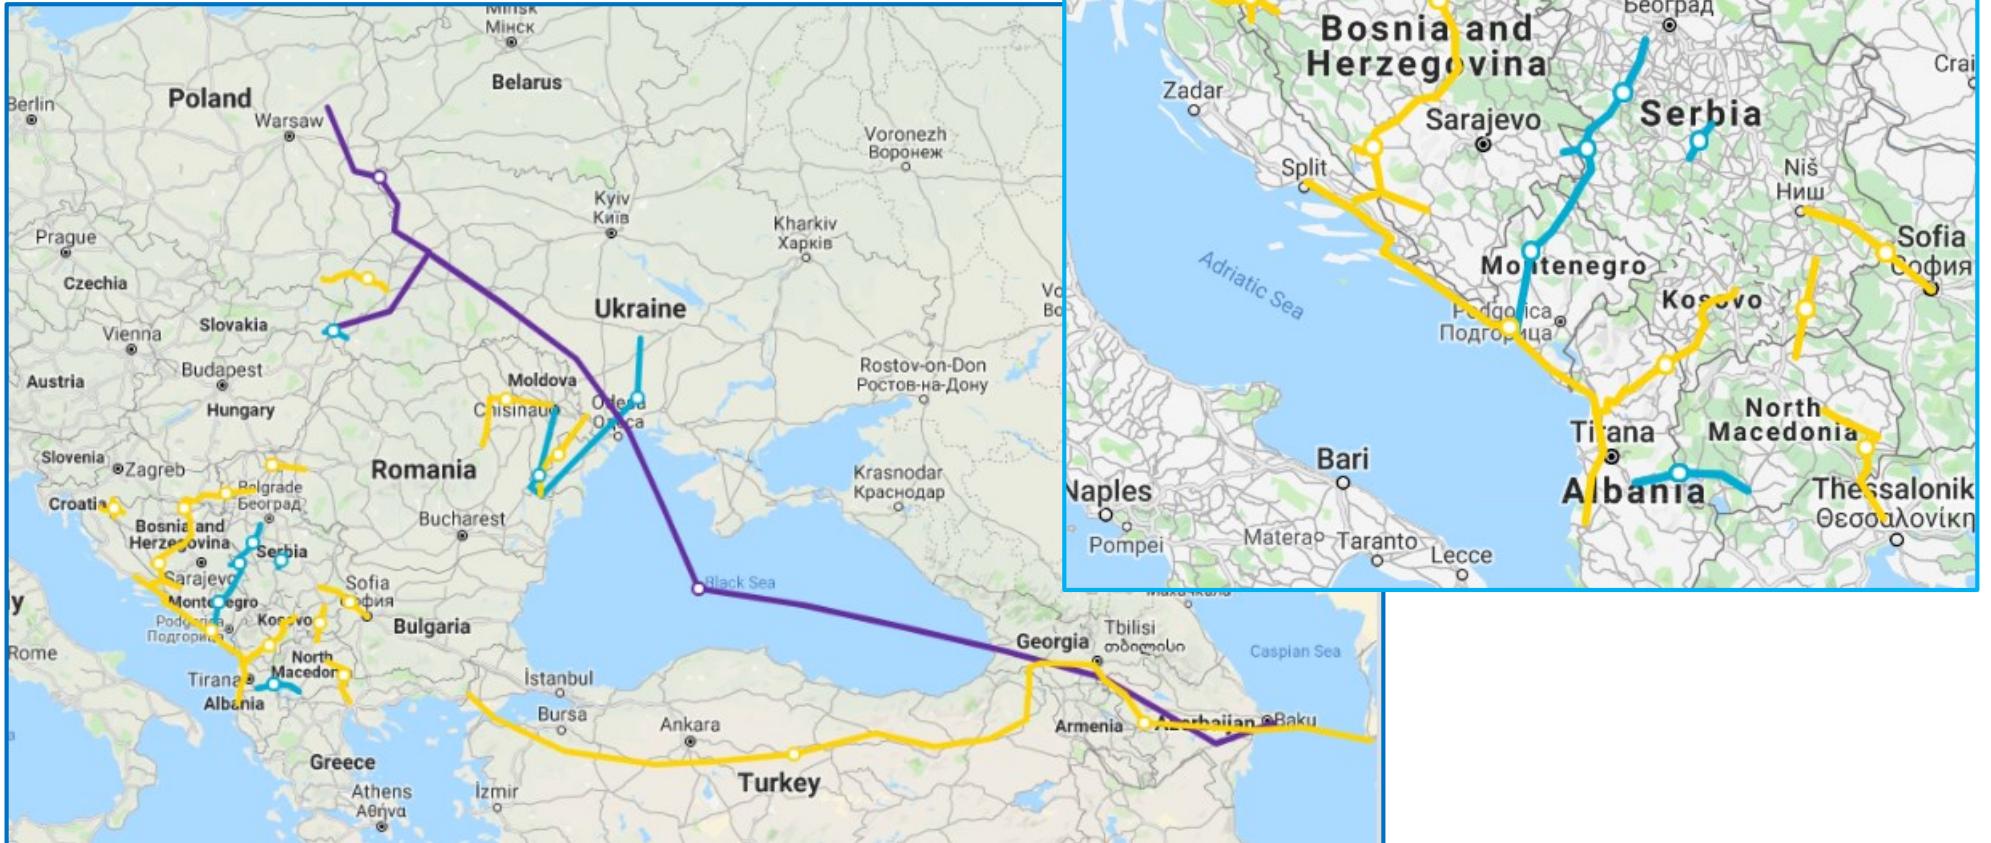 Minsk
Мінск
Belarus
Poland
Berlin
Warsaw
Voronezh
Воронеж
Kyiv
Київ
Kharkiv
Харків
Prague
Czechia
Ukraine
Slovakia
Vienna
Budapest
Austria
Hungary
Moldova
Chisinau
Odesa
Одеса
Rostov-on-Don
Ростов-на-Дону
Slovenia
Zagreb
Romania
Krasnodar
Краснодар
Croatia
Belgrade
Београд
Bucharest
Bosnia and
Herzegovina
Serbia
Sarajevo
Sofia
София
Black Sea
Montenegro
Podgorica
Подгорица
Kosovo
Bulgaria
Rome
North
Macedon
Tirana
Albania
Georgia
Tbilisi
თბილისი
Caspian Sea
İstanbul
Bursa
Ankara
Armenia
Azerbaijan
Baku
Greece
Turkey
Athens
Αθήνα
İzmir
Махачкала
Београд
Bosnia and
Herzegovina
Crai
Zadar
Sarajevo
Serbia
Split
Niš
Ниш
Sofia
София
Adriatic Sea
Montenegro
Kosovo
Podgorica
Подгорица
North
Macedonia
Tirana
Bari
Albania
Thessalonik
Θεσσαλονίκη
Naples
Pompei
Matera
Taranto
Lecce